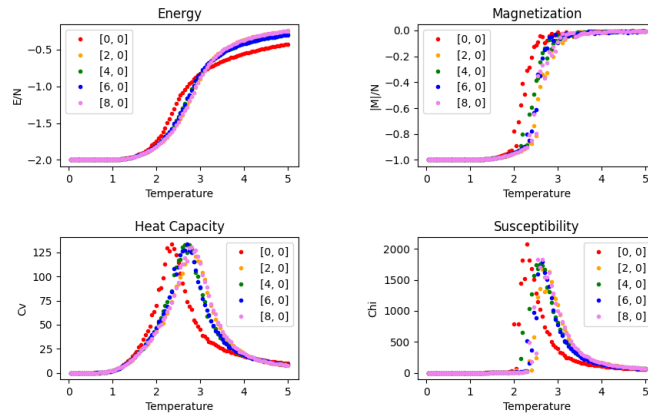 Energy
E/N
−0.5
−1.0
−1.5
−2.0
[0, 0]
[2, 0]
[4, 0]
[6, 0]
[8, 0]
0 1 2 3 4 5
Temperature
Magnetization
|M|/N
0.0
−0.2
−0.4
−0.6
−0.8
−1.0
[0, 0]
[2, 0]
[4, 0]
[6, 0]
[8, 0]
0 1 2 3 4 5
Temperature
Heat Capacity
Cv
125
100
75
50
25
0
[0, 0]
[2, 0]
[4, 0]
[6, 0]
[8, 0]
0 1 2 3 4 5
Temperature
Susceptibility
Chi
2000
1500
1000
500
0
[0, 0]
[2, 0]
[4, 0]
[6, 0]
[8, 0]
0 1 2 3 4 5
Temperature